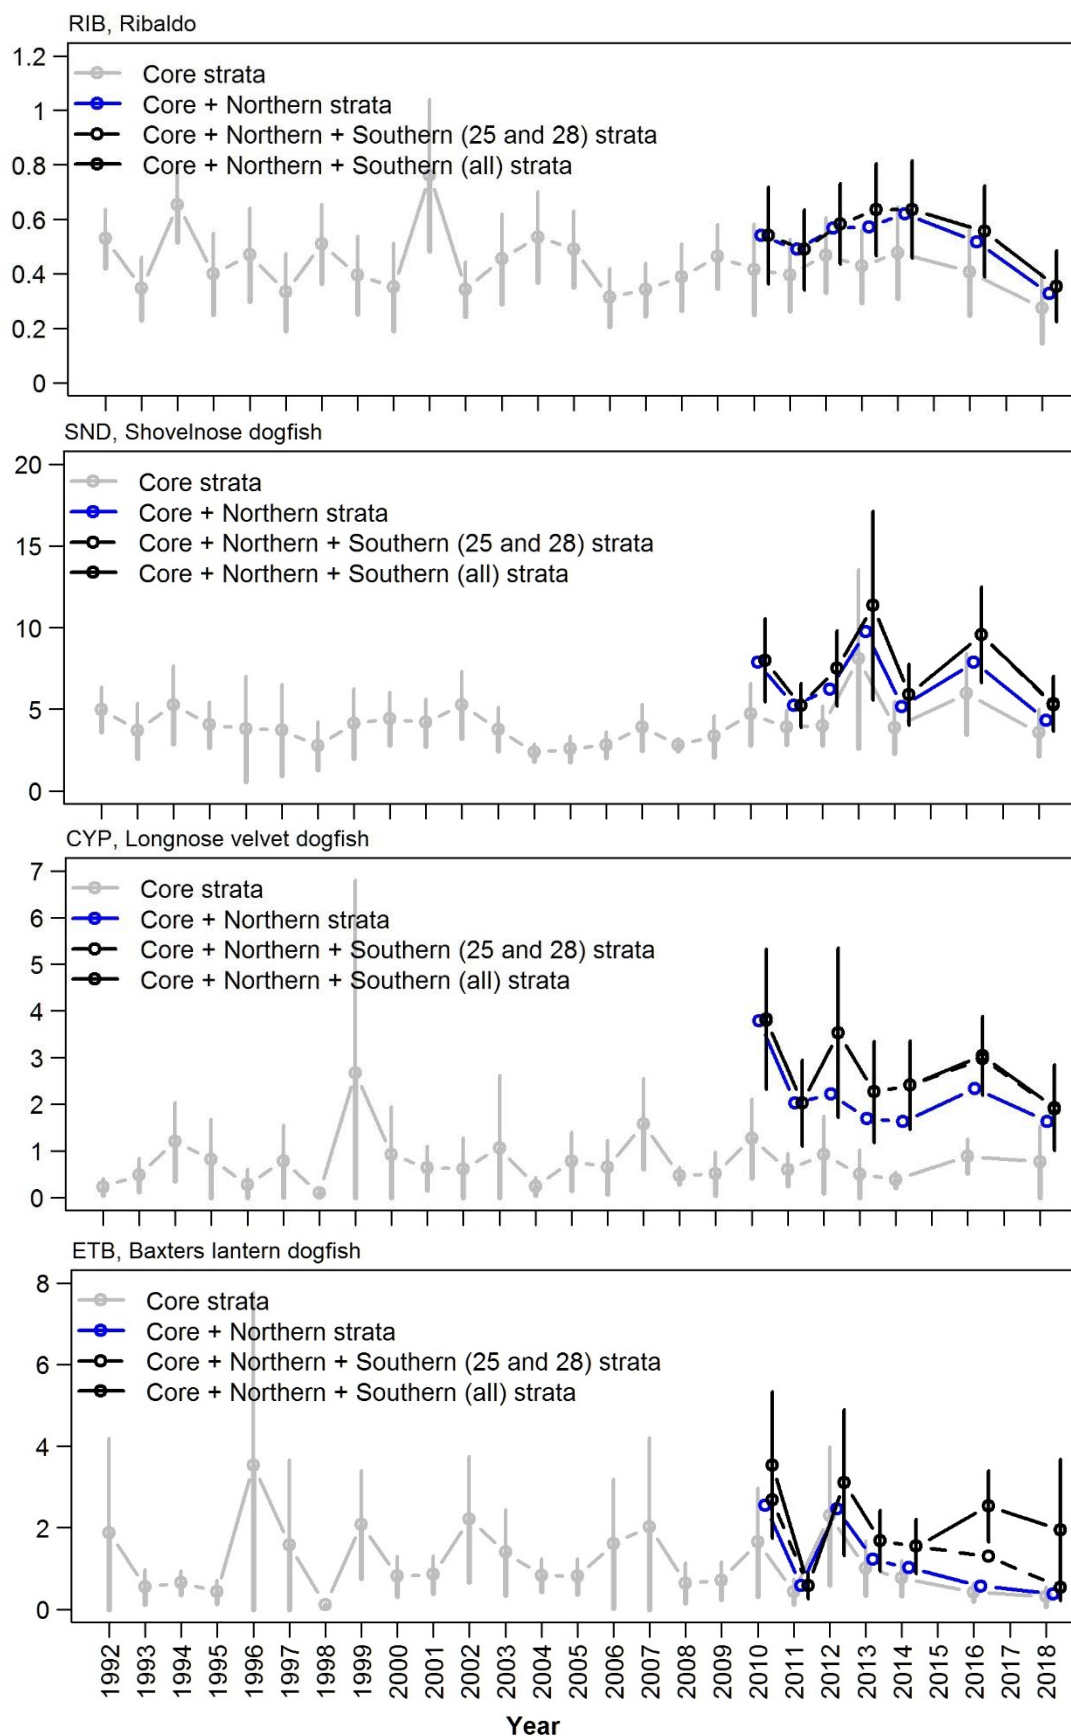 RIB, Ribaldo
1.2
1
0.8
0.6
0.4
0.2
0
Core strata
Core + Northern strata
Core + Northern + Southern (25 and 28) strata
Core + Northern + Southern (all) strata
SND, Shovelnose dogfish
20
15
10
5
0
Core strata
Core + Northern strata
Core + Northern + Southern (25 and 28) strata
Core + Northern + Southern (all) strata
CYP, Longnose velvet dogfish
7
6
5
4
3
2
1
0
Core strata
Core + Northern strata
Core + Northern + Southern (25 and 28) strata
Core + Northern + Southern (all) strata
ETB, Baxters lantern dogfish
8
6
4
2
0
Core strata
Core + Northern strata
Core + Northern + Southern (25 and 28) strata
Core + Northern + Southern (all) strata
1992
1993
1994
1995
1996
1997
1998
1999
2000
2001
2002
2003
2004
2005
2006
2007
2008
2009
2010
2011
2012
2013
2014
2015
2016
2017
2018
Year